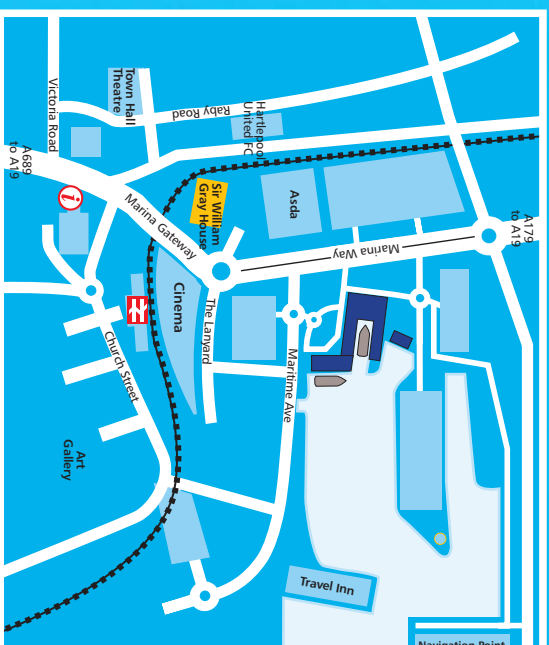 Town Hall
Theatre
Victoria Road
Raby Road
Hartlepool
United FC
A689
to A19
i
Sir William
Gray House
Asda
A179
to A19
Marina Gateway
Marina Way
Cinema
The Lanyard
Maritime Ave
Church Street
Art
Gallery
Travel Inn
Navigation Point